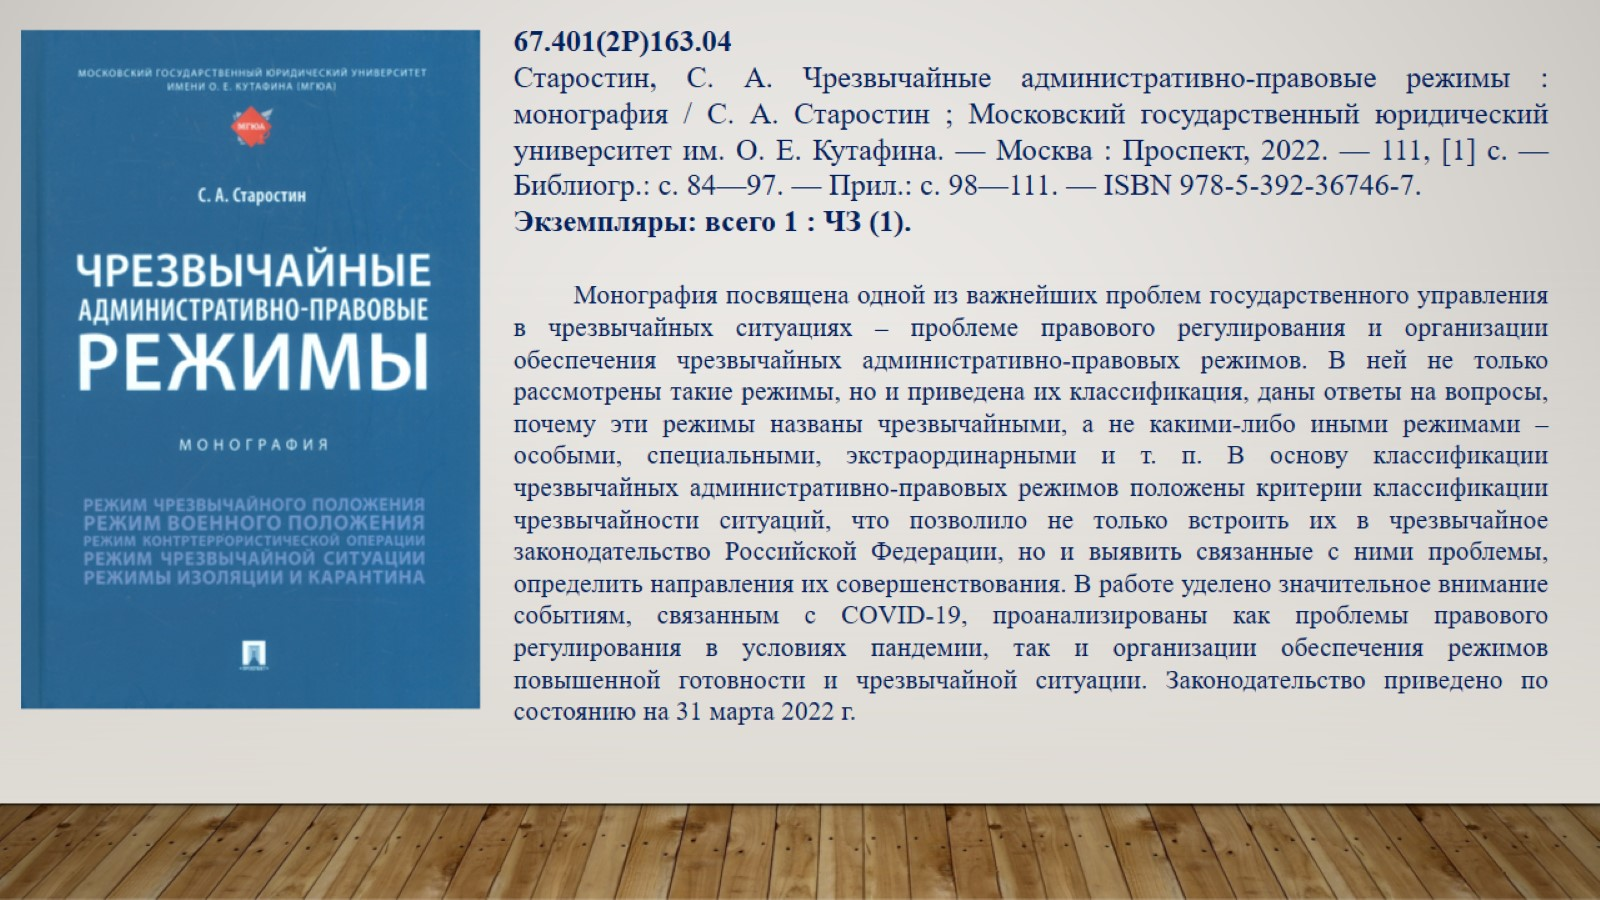 МОСКОВСКИЙ ГОСУДАРСТВЕННЫЙ ЮРИДИЧЕСКИЙ УНИВЕРСИТЕТ
ИМЕНИ О. Е. КУТАФИНА (МГЮА)
МГЮА
С. А. Старостин
ЧРЕЗВЫЧАЙНЫЕ
АДМИНИСТРАТИВНО-ПРАВОВЫЕ
РЕЖИМЫ
МОНОГРАФИЯ
РЕЖИМ ЧРЕЗВЫЧАЙНОГО ПОЛОЖЕНИЯ
РЕЖИМ ВОЕННОГО ПОЛОЖЕНИЯ
РЕЖИМ КОНТРТЕРРОРИСТИЧЕСКОЙ ОПЕРАЦИИ
РЕЖИМ ЧРЕЗВЫЧАЙНОЙ СИТУАЦИИ
РЕЖИМЫ ИЗОЛЯЦИИ И КАРАНТИНА
•ПРОСПЕКТ•
67.401(2Р)163.04
Старостин, С. А. Чрезвычайные административно-правовые режимы :
монография / С. А. Старостин ; Московский государственный юридический
университет им. О. Е. Кутафина. — Москва : Проспект, 2022. — 111, [1] с. —
Библиогр.: с. 84—97. — Прил.: с. 98—111. — ISBN 978-5-392-36746-7.
Экземпляры: всего 1 : ЧЗ (1).
Монография посвящена одной из важнейших проблем государственного управления
в чрезвычайных ситуациях – проблеме правового регулирования и организации
обеспечения чрезвычайных административно-правовых режимов. В ней не только
рассмотрены такие режимы, но и приведена их классификация, даны ответы на вопросы,
почему эти режимы названы чрезвычайными, а не какими-либо иными режимами –
особыми, специальными, экстраординарными и т. п. В основу классификации
чрезвычайных административно-правовых режимов положены критерии классификации
чрезвычайности ситуаций, что позволило не только встроить их в чрезвычайное
законодательство Российской Федерации, но и выявить связанные с ними проблемы,
определить направления их совершенствования. В работе уделено значительное внимание
событиям, связанным с COVID-19, проанализированы как проблемы правового
регулирования в условиях пандемии, так и организации обеспечения режимов
повышенной готовности и чрезвычайной ситуации. Законодательство приведено по
состоянию на 31 марта 2022 г.